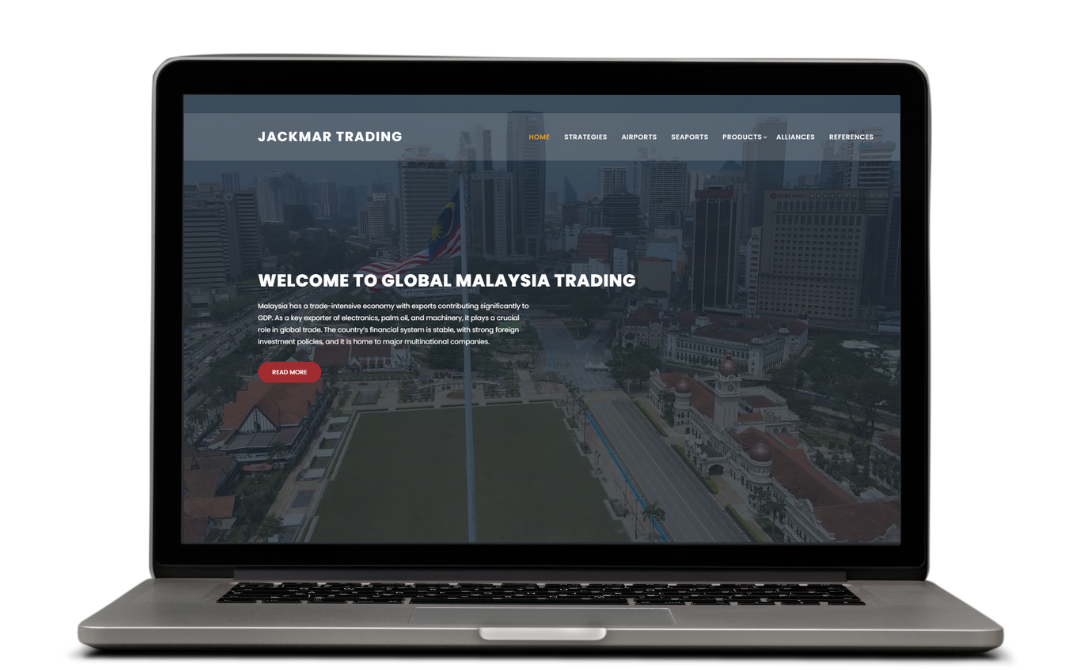 JACKMAR TRADING
HOME STRATEGIES AIRPORTS SEAPORTS PRODUCTS ALLIANCES REFERENCES
WELCOME TO GLOBAL MALAYSIA TRADING
Malaysia has a trade-intensive economy with exports contributing significantly to
GDP. As a key exporter of electronics, palm oil, and machinery, it plays a crucial
role in global trade. The country's financial system is stable, with strong foreign
investment policies, and it is home to major multinational companies.
READ MORE